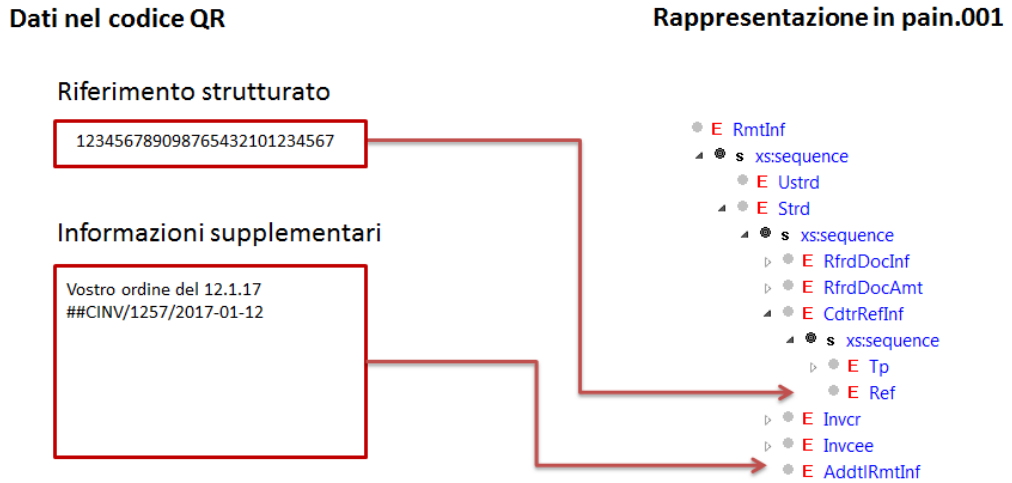 Dati nel codice QR
Rappresentazione in pain.001
Riferimento strutturato
123456789098765432101234567
Informazioni supplementari
Vostro ordine del 12.1.17
##CINV/1257/2017-01-12
E RmtInf
s xs:sequence
E Ustrd
E Strd
s xs:sequence
E RfrdDocInf
E RfrdDocAmt
E CdtrRefInf
s xs:sequence
E Tp
E Ref
E Invcr
E Invcee
E AddtlRmtInf